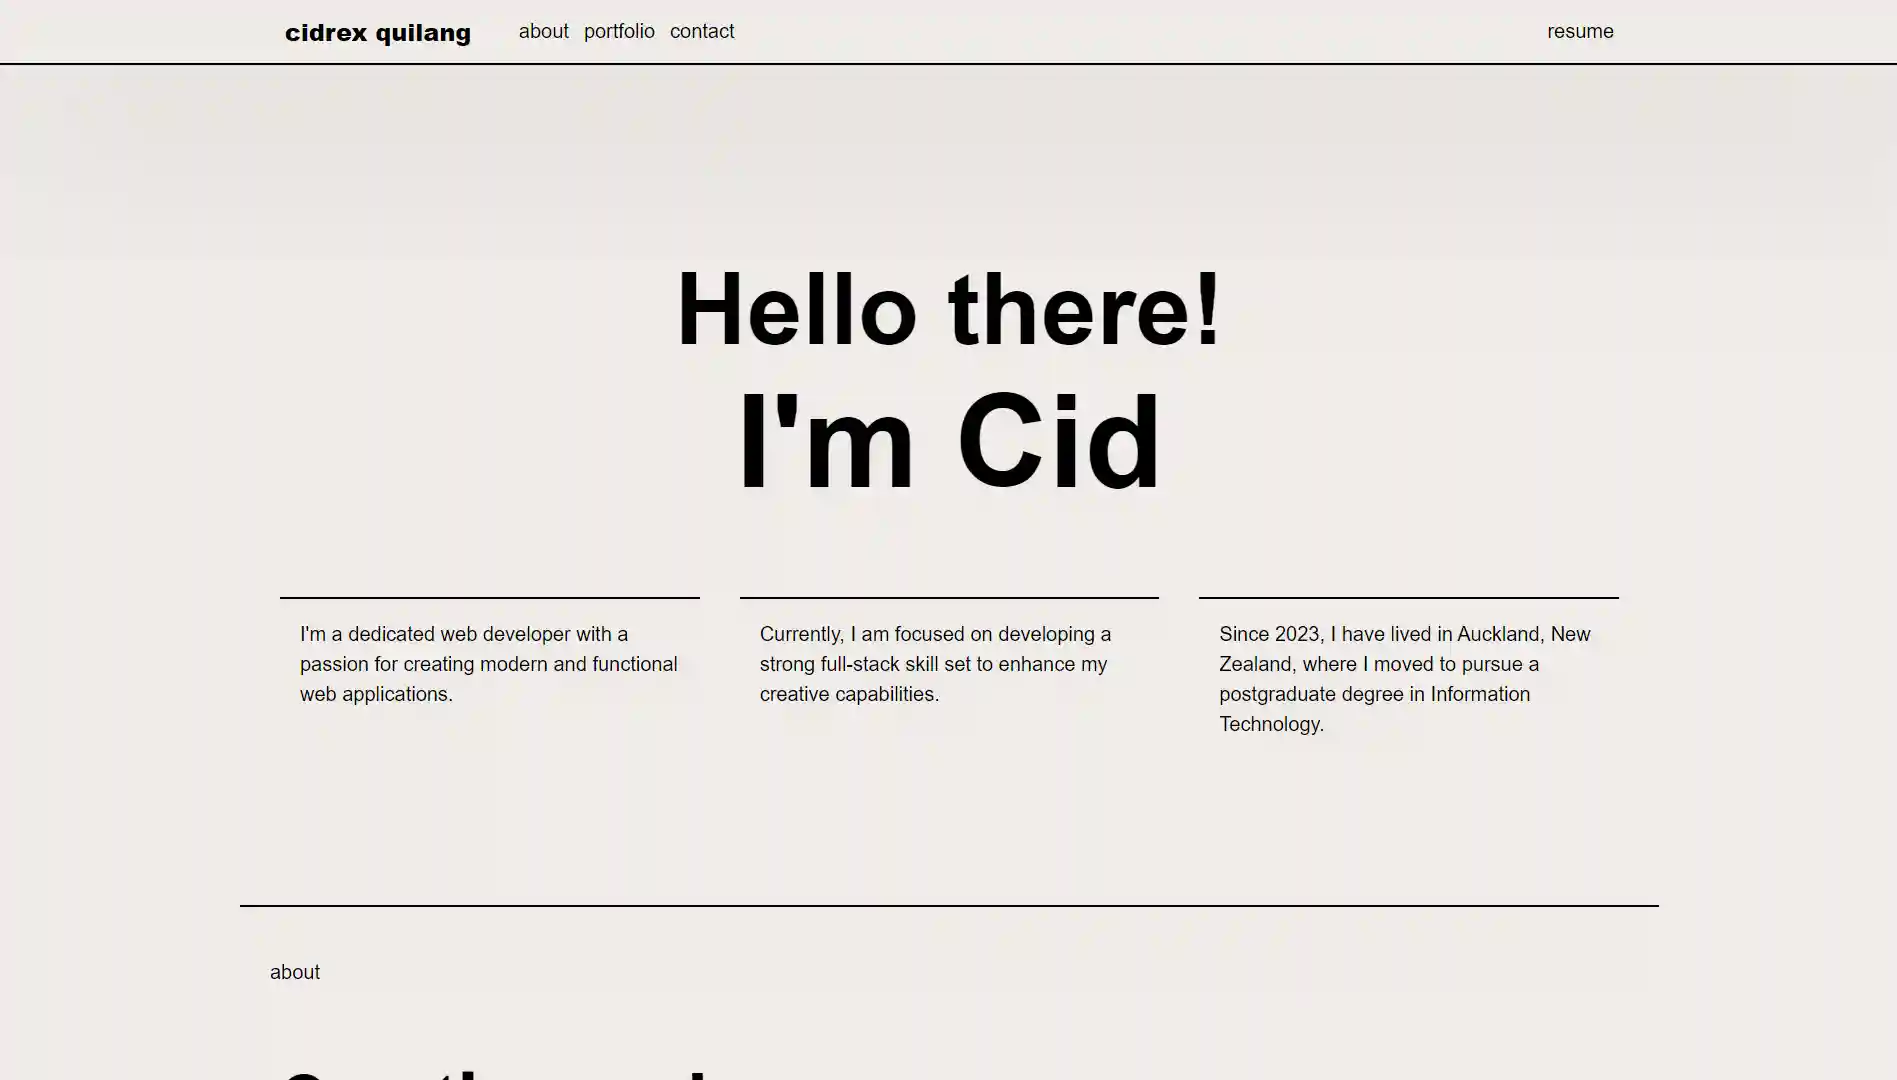 cidrex quilang about portfolio contact resume
Hello there!
I'm Cid
I'm a dedicated web developer with a
passion for creating modern and functional
web applications.
Currently, I am focused on developing a
strong full-stack skill set to enhance my
creative capabilities.
Since 2023, I have lived in Auckland, New
Zealand, where I moved to pursue a
postgraduate degree in Information
Technology.
about